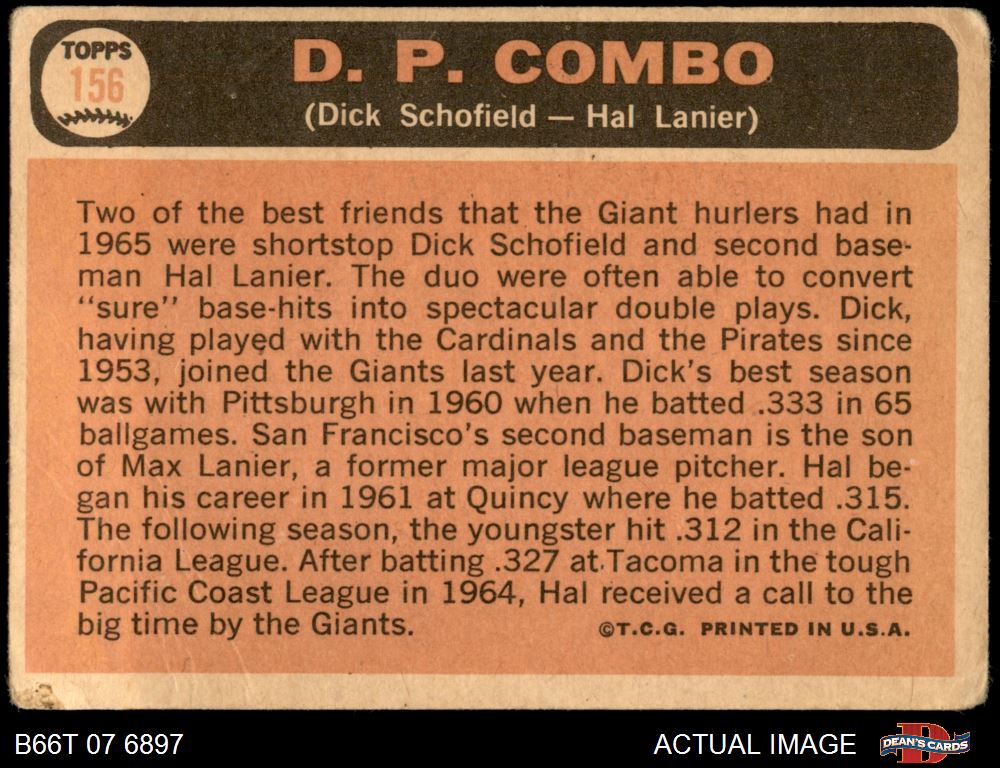 TOPPS
156
D. P. COMBO
(Dick Schofield — Hal Lanier)
Two of the best friends that the Giant hurlers had in
1965 were shortstop Dick Schofield and second base-
man Hal Lanier. The duo were often able to convert
“sure” base-hits into spectacular double plays. Dick,
having played with the Cardinals and the Pirates since
1953, joined the Giants last year. Dick’s best season
was with Pittsburgh in 1960 when he batted .333 in 65
ballgames. San Francisco’s second baseman is the son
of Max Lanier, a former major league pitcher. Hal be-
gan his career in 1961 at Quincy where he batted .315.
The following season, the youngster hit .312 in the Cali-
fornia League. After batting .327 at Tacoma in the tough
Pacific Coast League in 1964, Hal received a call to the
big time by the Giants.
©T.C.G. PRINTED IN U.S.A.
B66T 07 6897
ACTUAL IMAGE
DEAN'S CARDS